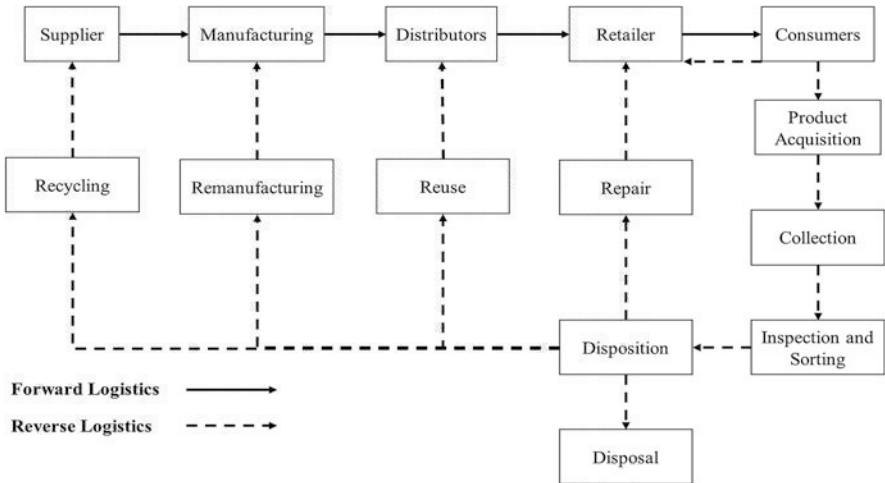 Supplier
Manufacturing
Distributors
Retailer
Consumers
Product
Acquisition
Recycling
Remanufacturing
Reuse
Repair
Collection
Disposition
Inspection and
Sorting
Forward Logistics
Reverse Logistics
Disposal